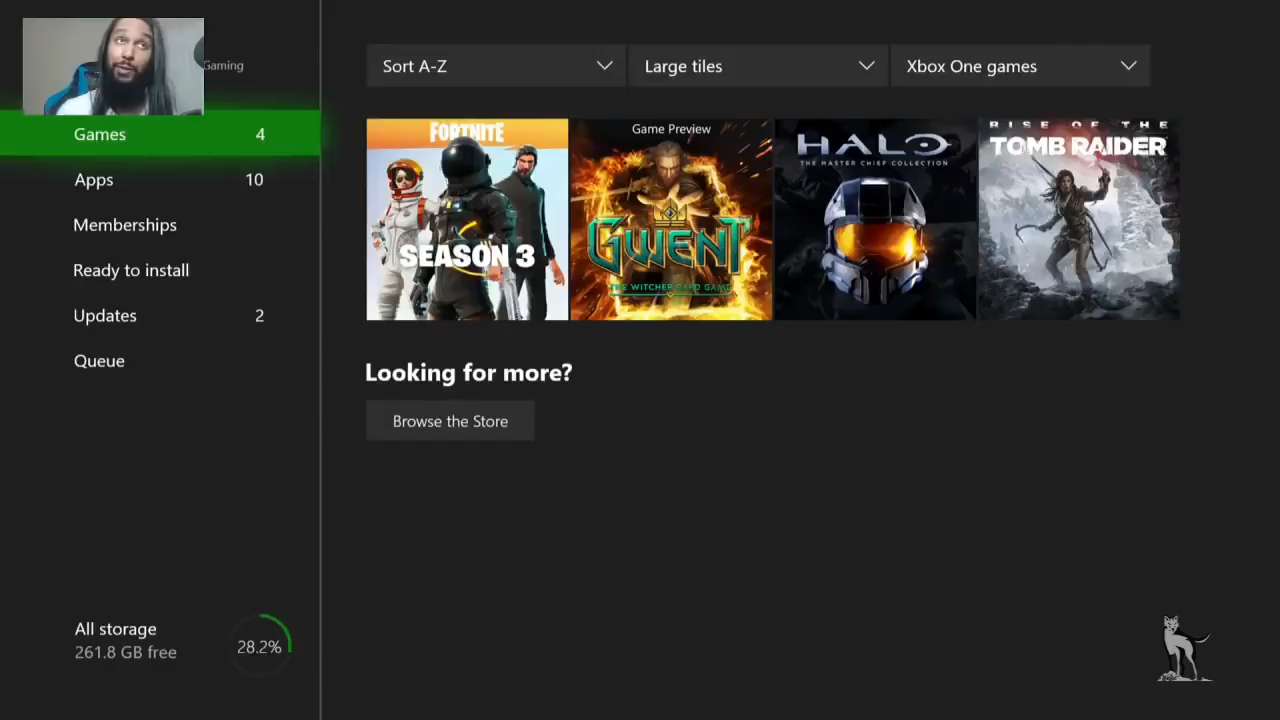 Gaming
Games 4
Apps 10
Memberships
Ready to install
Updates 2
Queue
All storage
261.8 GB free
28.2%
Sort A-Z
Large tiles
Xbox One games
FORTNITE
SEASON 3
Game Preview
GWENT
THE WITCHER CARD GAME
HALO
THE MASTER CHIEF COLLECTION
RISE OF THE
TOMB RAIDER
Looking for more?
Browse the Store